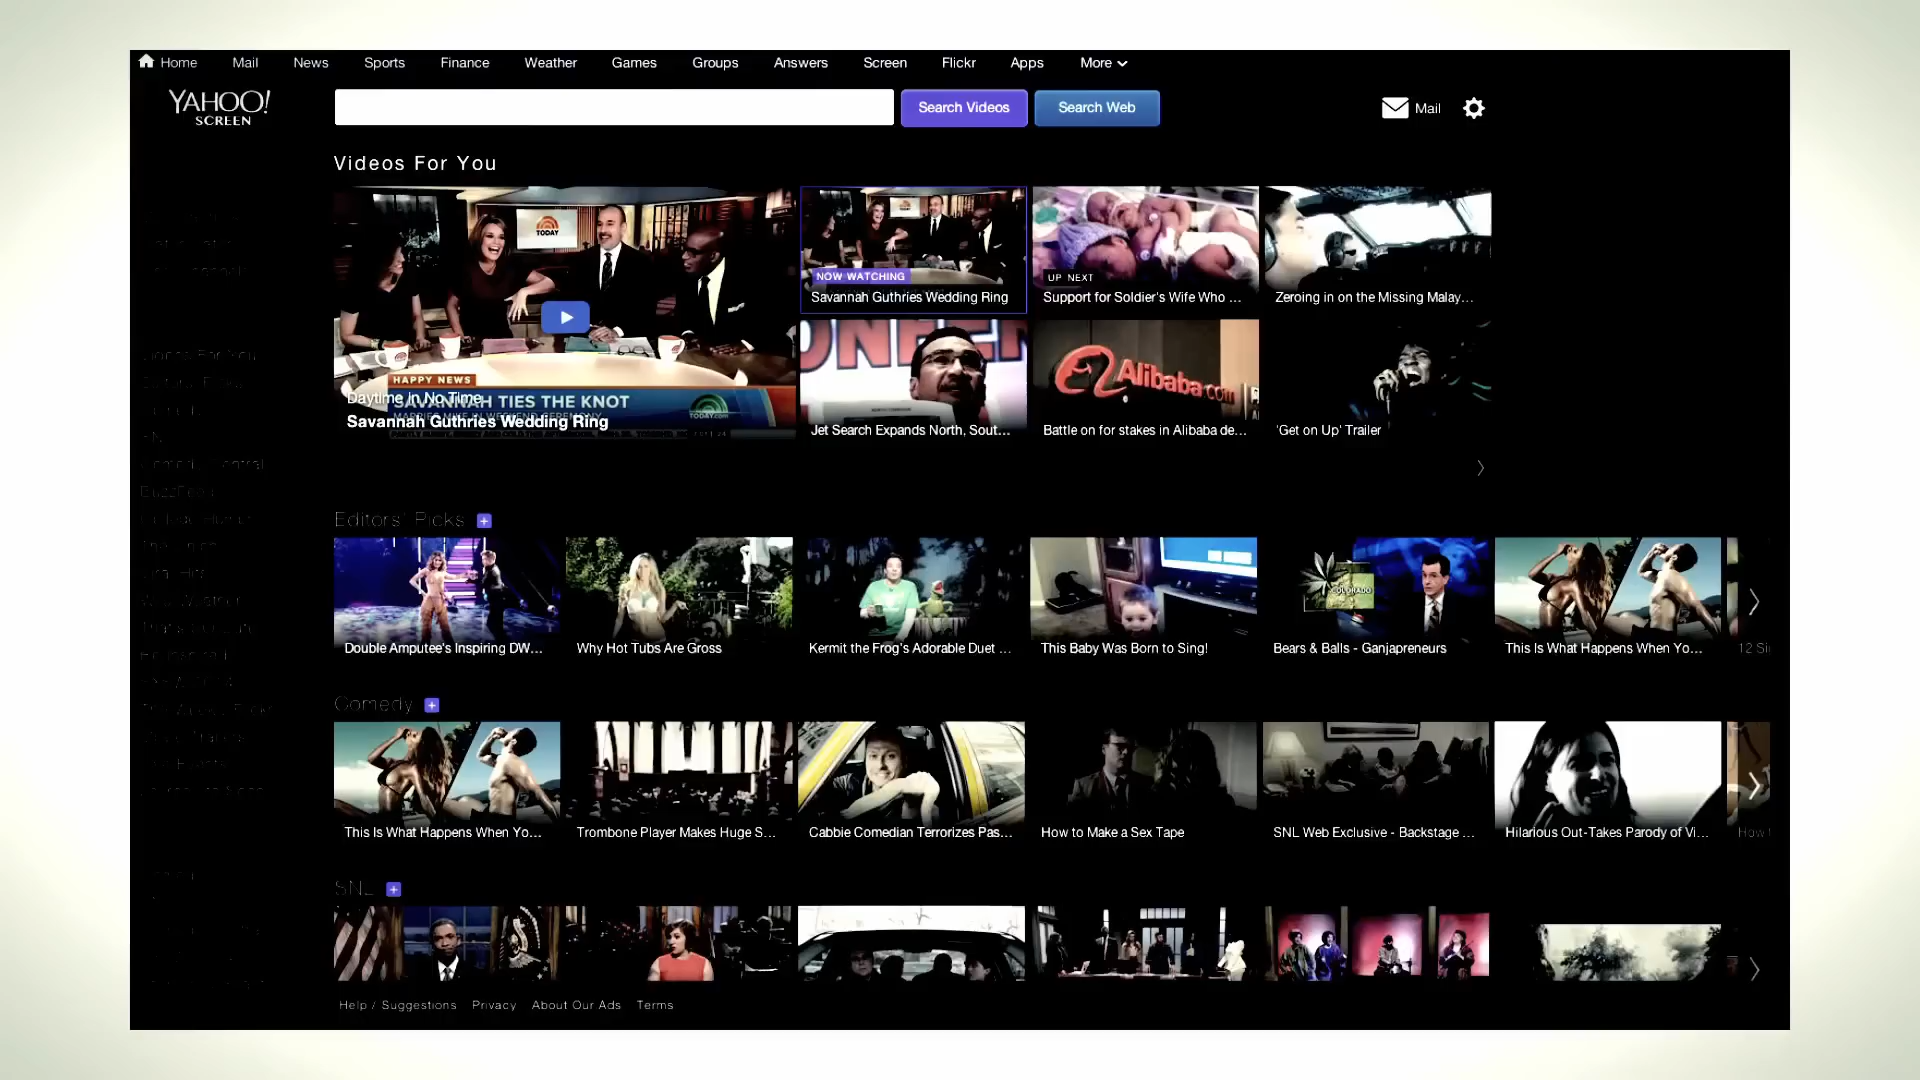 Home Mail News Sports Finance Weather Games Groups Answers Screen Flickr Apps More
YAHOO!
SCREEN
Search Videos
Search Web
Mail
Videos For You
TODAY
HAPPY NEWS
SAVANNAH TIES THE KNOT
Daytime In No Time
Savannah Guthries Wedding Ring
TODAY.com
NOW WATCHING
Savannah Guthries Wedding Ring
UP NEXT
Support for Soldier's Wife Who ...
Zeroing in on the Missing Malay...
Jet Search Expands North, Sout...
Alibaba.com
Battle on for stakes in Alibaba de...
'Get on Up' Trailer
Editors' Picks
Double Amputee's Inspiring DW...
Why Hot Tubs Are Gross
Kermit the Frog's Adorable Duet ...
This Baby Was Born to Sing!
COLORADO
Bears & Balls - Ganjapreneurs
This Is What Happens When Yo...
Comedy
This Is What Happens When Yo...
Trombone Player Makes Huge S...
Cabbie Comedian Terrorizes Pas...
How to Make a Sex Tape
SNL Web Exclusive - Backstage ...
Hilarious Out-Takes Parody of Vi...
SNL
Help / Suggestions Privacy About Our Ads Terms